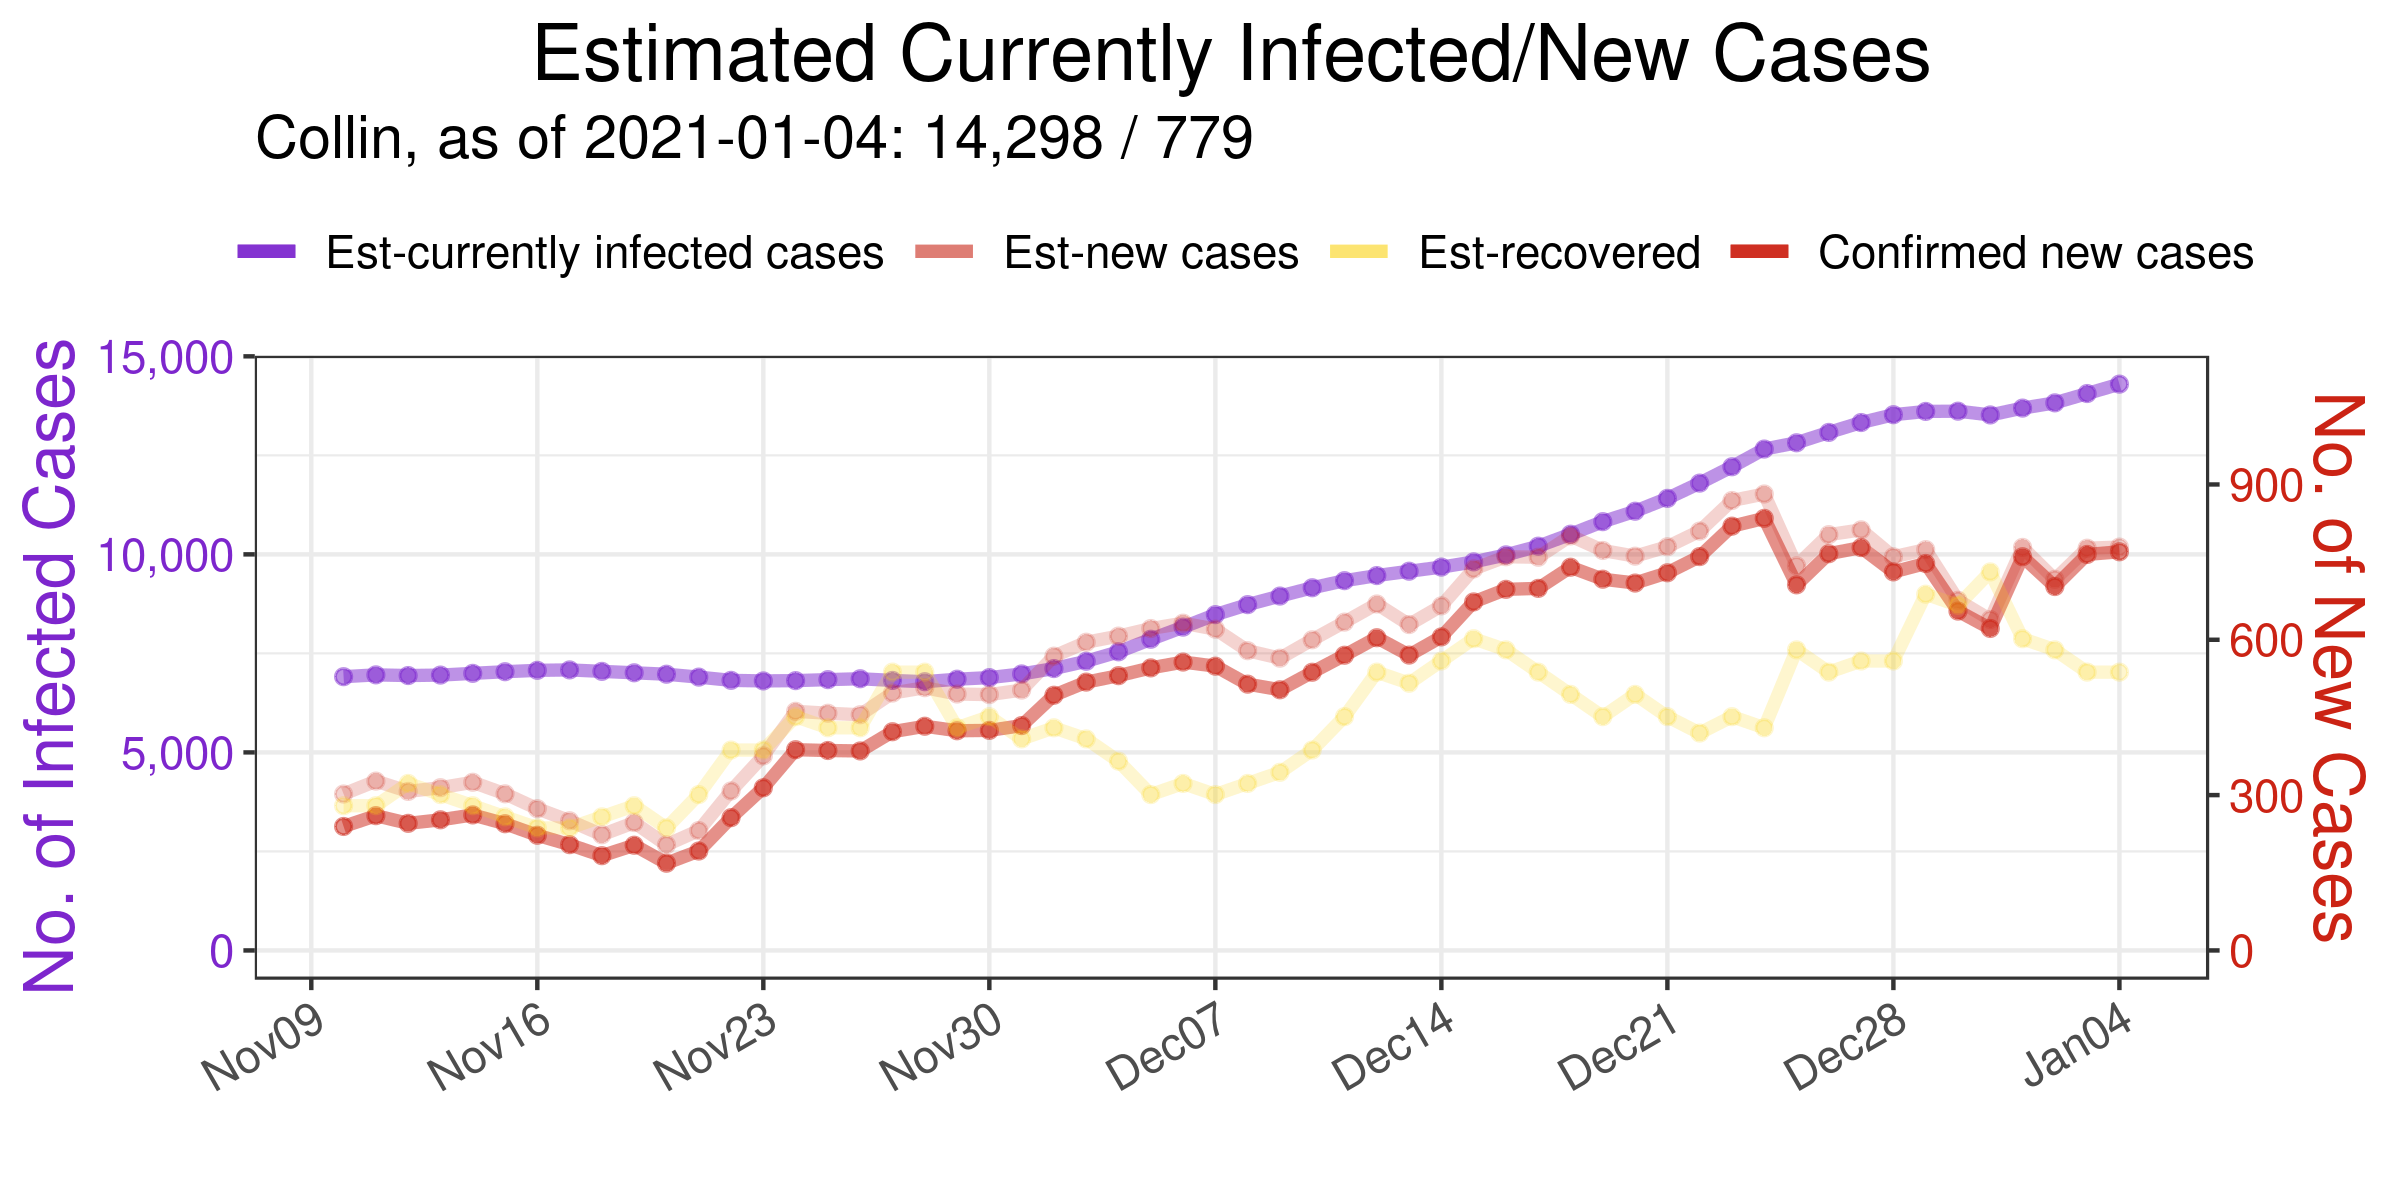 Estimated Currently Infected/New Cases
Collin, as of 2021-01-04: 14,298 / 779
Est-currently infected cases Est-new cases Est-recovered Confirmed new cases
No. of Infected Cases
15,000
10,000
5,000
0
900
600
300
0
No. of New Cases
Nov09 Nov16 Nov23 Nov30 Dec07 Dec14 Dec21 Dec28 Jan04